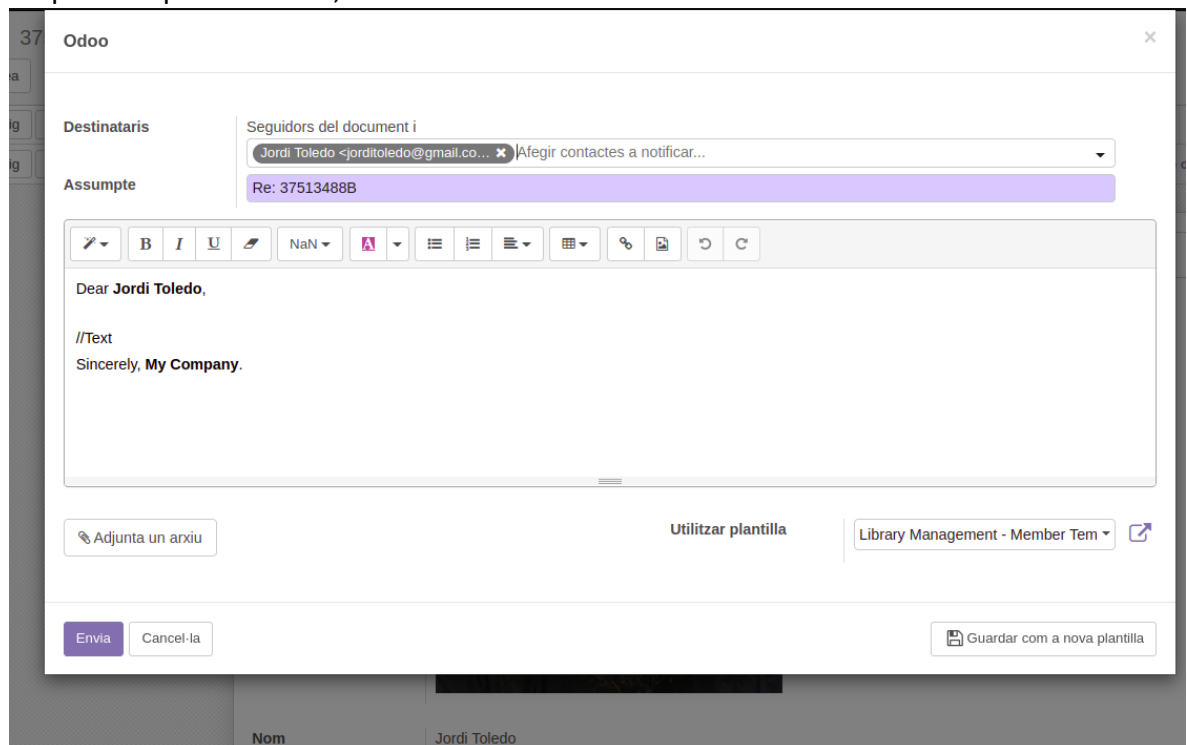 37
Odoo ×
ea
Destinataris
Seguidors del document i
Jordi Toledo <jorditoledo@gmail.co... ✖ Afegir contactes a notificar...
Assumpte
Re: 37513488B
B I U NaN A
Dear Jordi Toledo,
//Text
Sincerely, My Company.
Adjunta un arxiu
Utilitzar plantilla
Library Management - Member Tem
Envia
Cancel·la
Guardar com a nova plantilla
Nom
Jordi Toledo